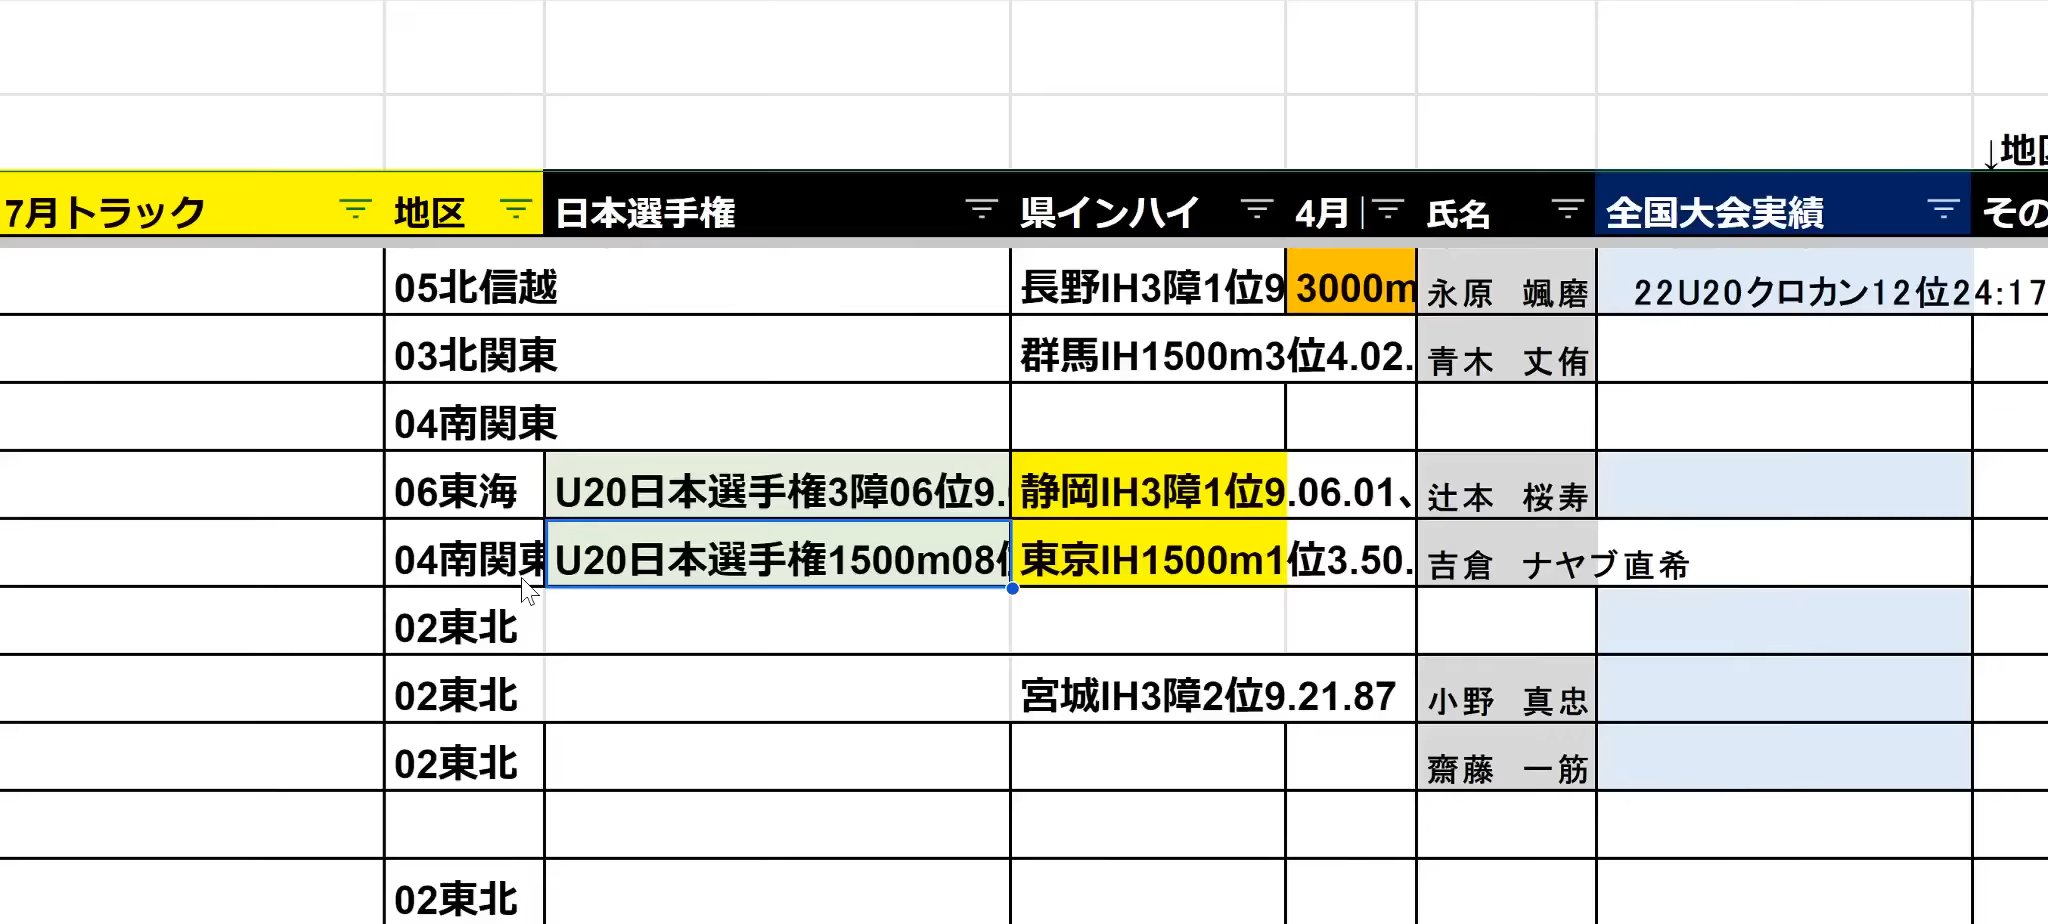 ↓地区
7月トラック 地区 日本選手権 県インハイ 4月 氏名 全国大会実績 その
05北信越 長野IH3障1位9 3000m 永原 颯磨 22U20クロカン12位24:17
03北関東 群馬IH1500m3位4.02. 青木 丈侑
04南関東
06東海 U20日本選手権3障06位9. 静岡IH3障1位9.06.01、 辻本 桜寿
04南関東 U20日本選手権1500m08位 東京IH1500m1位3.50. 吉倉 ナヤブ直希
02東北
02東北 宮城IH3障2位9.21.87 小野 真忠
02東北 齋藤 一筋
02東北